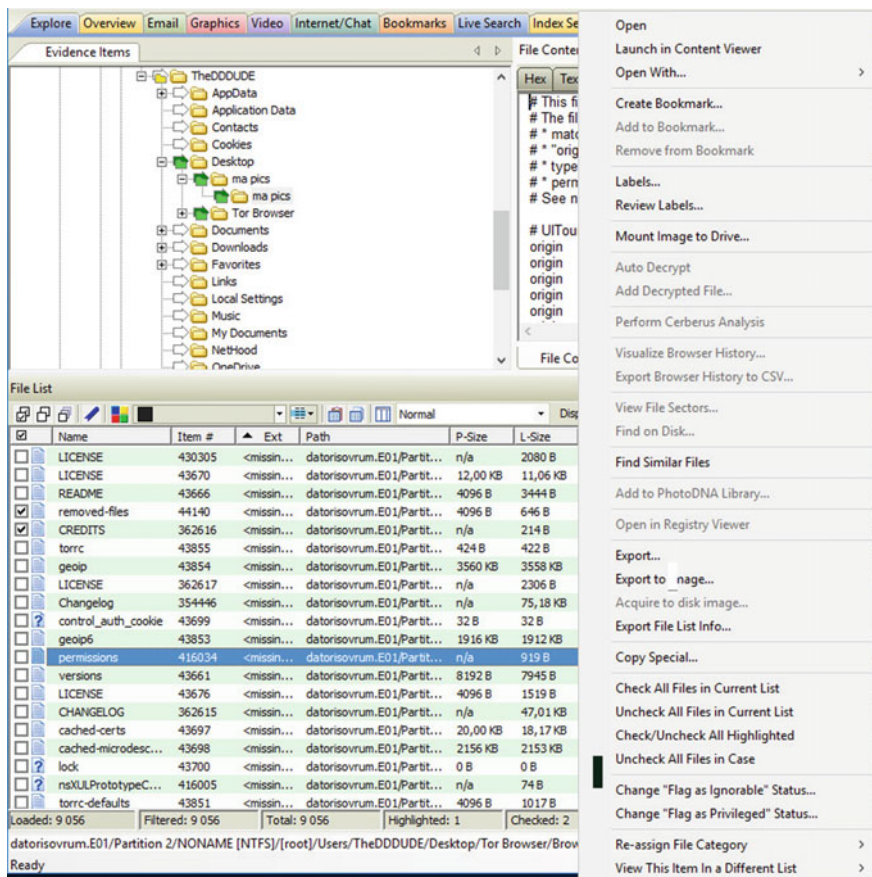 Explore Overview Email Graphics Video Internet/Chat Bookmarks Live Search Index Se
Evidence Items
TheDDDUDE
AppData
Application Data
Contacts
Cookies
Desktop
ma pics
ma pics
Tor Browser
Documents
Downloads
Favorites
Links
Local Settings
Music
My Documents
NetHood
OneDrive
File Conter
Hex Tex
# This fi
# The fil
# * matc
# * "orig
# * type
# * perm
# See n
# UITou
origin
origin
origin
origin
origin
File Co
File List
Normal Disp
Name Item # Ext Path P-Size L-Size
LICENSE 430305 <missin... datorisovrum.E01/Partit... n/a 2080 B
LICENSE 43670 <missin... datorisovrum.E01/Partit... 12,00 KB 11,06 KB
README 43666 <missin... datorisovrum.E01/Partit... 4096 B 3444 B
removed-files 44140 <missin... datorisovrum.E01/Partit... 4096 B 646 B
CREDITS 362616 <missin... datorisovrum.E01/Partit... n/a 214 B
torrc 43855 <missin... datorisovrum.E01/Partit... 424 B 422 B
geoip 43854 <missin... datorisovrum.E01/Partit... 3560 KB 3558 KB
LICENSE 362617 <missin... datorisovrum.E01/Partit... n/a 2306 B
Changelog 354446 <missin... datorisovrum.E01/Partit... n/a 75,18 KB
control_auth_cookie 43699 <missin... datorisovrum.E01/Partit... 32 B 32 B
geoip6 43853 <missin... datorisovrum.E01/Partit... 1916 KB 1912 KB
permissions 416034 <missin... datorisovrum.E01/Partit... n/a 919 B
versions 43661 <missin... datorisovrum.E01/Partit... 8192 B 7945 B
LICENSE 43676 <missin... datorisovrum.E01/Partit... 4096 B 1519 B
CHANGELOG 362615 <missin... datorisovrum.E01/Partit... n/a 47,01 KB
cached-certs 43697 <missin... datorisovrum.E01/Partit... 20,00 KB 18,17 KB
cached-microdesc... 43698 <missin... datorisovrum.E01/Partit... 2156 KB 2153 KB
lock 43700 <missin... datorisovrum.E01/Partit... 0 B 0 B
nsXULPrototypeC... 416005 <missin... datorisovrum.E01/Partit... n/a 74 B
torrc-defaults 43851 <missin... datorisovrum.E01/Partit... 4096 B 1017 B
Loaded: 9 056 Filtered: 9 056 Total: 9 056 Highlighted: 1 Checked: 2
datorisovrum.E01/Partition 2/NONAME [NTFS]/[root]/Users/TheDDDUDE/Desktop/Tor Browser/Brow
Ready
Open
Launch in Content Viewer
Open With...
Create Bookmark...
Add to Bookmark...
Remove from Bookmark
Labels...
Review Labels...
Mount Image to Drive...
Auto Decrypt
Add Decrypted File...
Perform Cerberus Analysis
Visualize Browser History...
Export Browser History to CSV...
View File Sectors...
Find on Disk...
Find Similar Files
Add to PhotoDNA Library...
Open in Registry Viewer
Export...
Export to nage...
Acquire to disk image...
Export File List Info...
Copy Special...
Check All Files in Current List
Uncheck All Files in Current List
Check/Uncheck All Highlighted
Uncheck All Files in Case
Change "Flag as Ignorable" Status...
Change "Flag as Privileged" Status...
Re-assign File Category
View This Item In a Different List